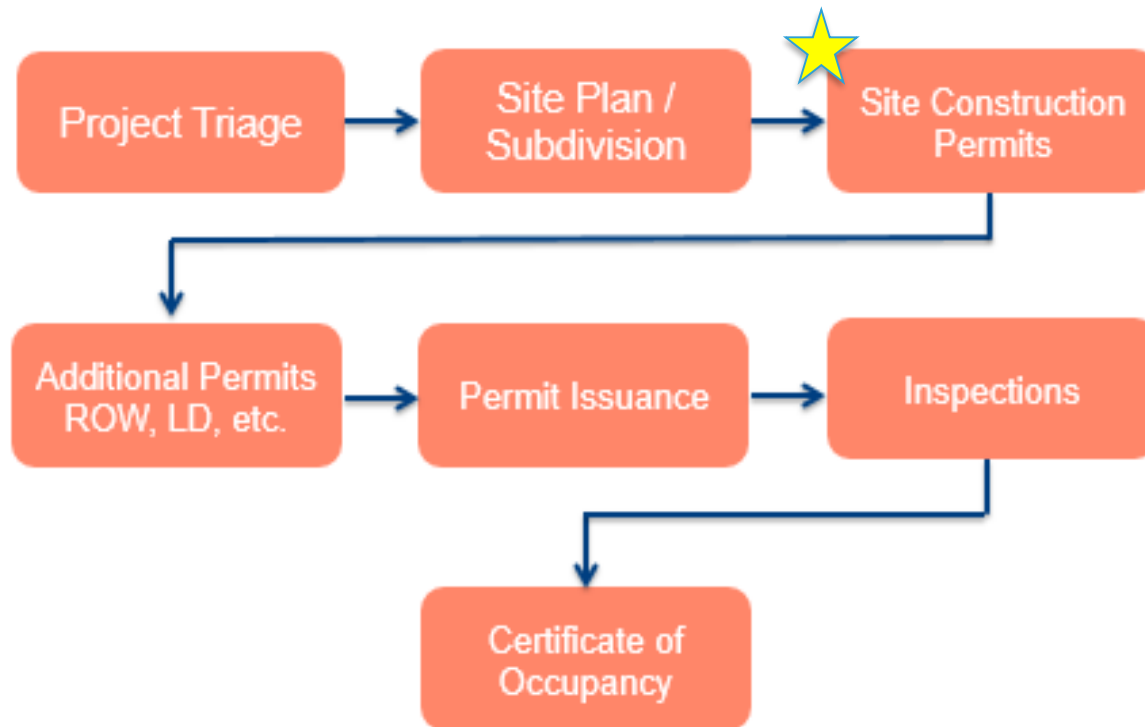 Project Triage
Site Plan /
Subdivision
Site Construction
Permits
Additional Permits
ROW, LD, etc.
Permit Issuance
Inspections
Certificate of
Occupancy